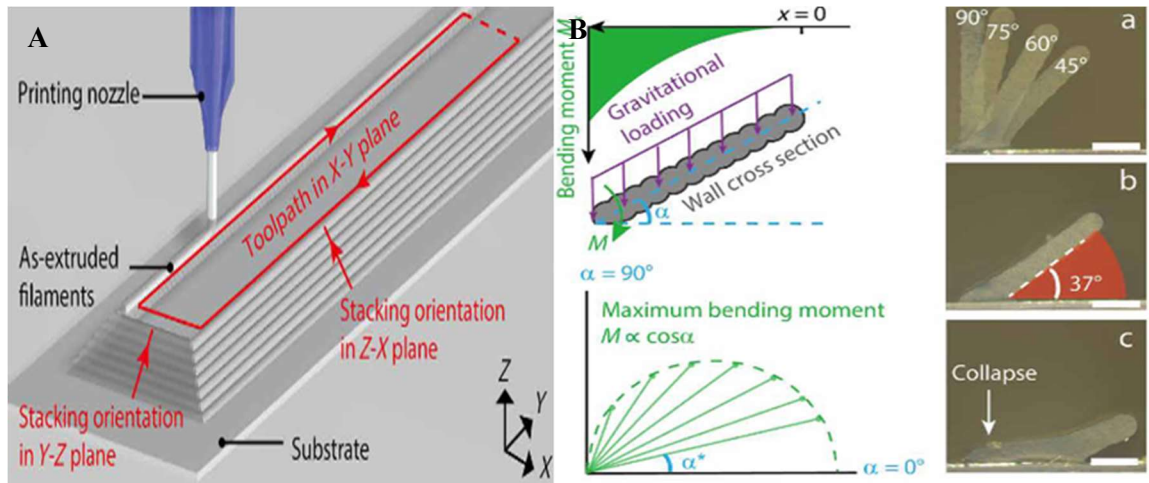 A
Printing nozzle
Toolpath in X-Y plane
As-extruded
filaments
Stacking orientation
in Z-X plane
Stacking orientation
in Y-Z plane
Substrate
Z
Y
X
B
x = 0
Bending moment M
Gravitational
loading
Wall cross section
α
M
α = 90°
Maximum bending moment
M ∝ cosα
α*
α = 0°
a
90°
75°
60°
45°
b
37°
c
Collapse